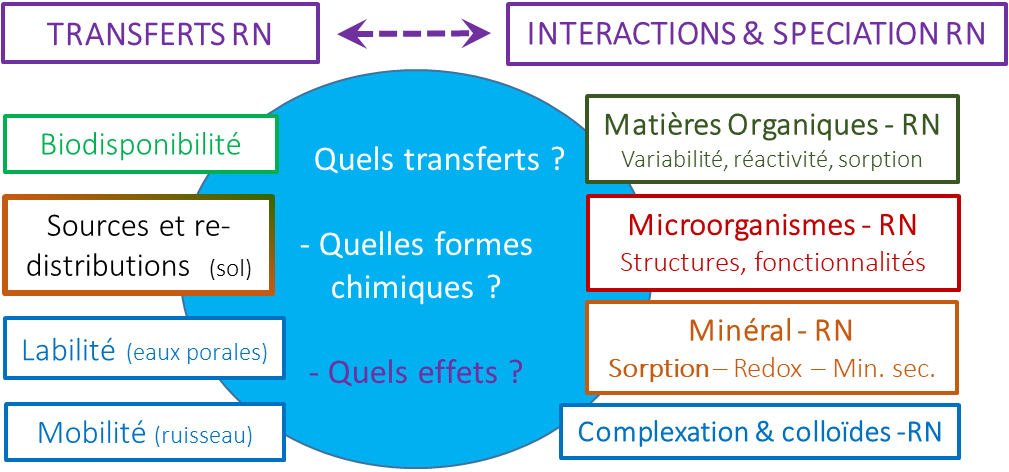 TRANSFERTS RN
INTERACTIONS & SPECIATION RN
Biodisponibilité
Sources et re-
distributions (sol)
Labilité (eaux porales)
Mobilité (ruisseau)
Quels transferts ?
- Quelles formes
chimiques ?
- Quels effets ?
Matières Organiques - RN
Variabilité, réactivité, sorption
Microorganismes - RN
Structures, fonctionnalités
Minéral - RN
Sorption – Redox – Min. sec.
Complexation & colloïdes -RN